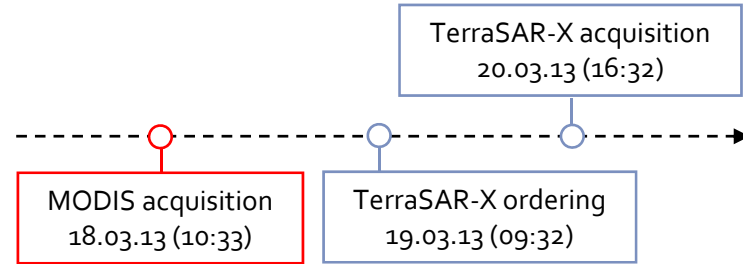 TerraSAR-X acquisition
20.03.13 (16:32)
MODIS acquisition
18.03.13 (10:33)
TerraSAR-X ordering
19.03.13 (09:32)